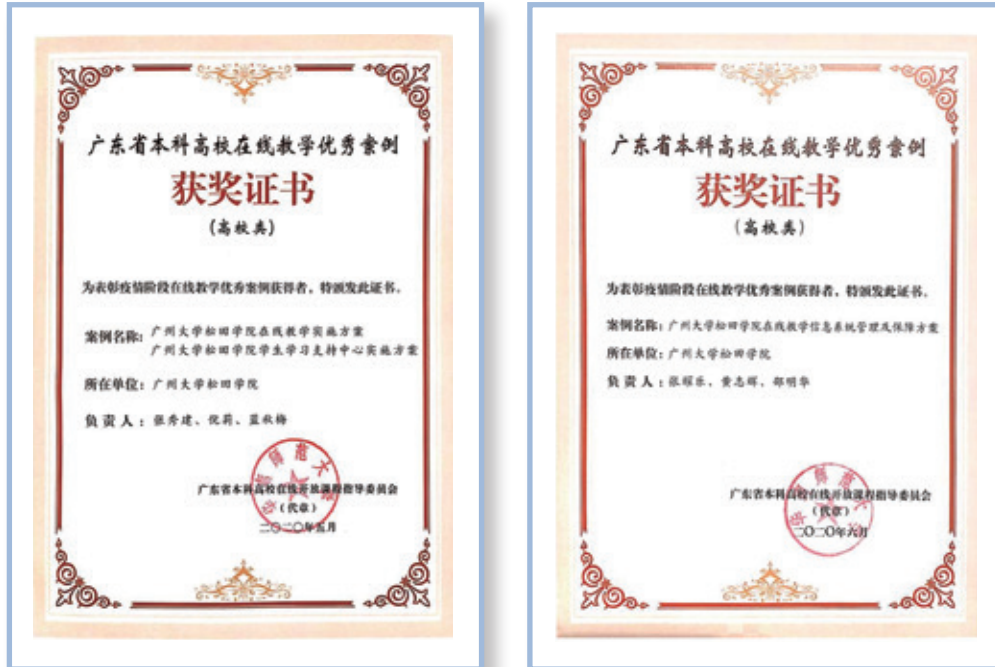 广东省本科高校在线教学优秀案例
获奖证书
(高校类)
为表彰疫情阶段在线教学优秀案例获得者,特颁发此证书。
案例名称:广州大学松田学院在线教学实施方案
广州大学松田学院学生学习支持中心实施方案
所在单位:广州大学松田学院
负责人:张秀建、倪莉、蓝秋梅
广东省本科高校在线开放课程指导委员会
(代章)
二〇二〇年五月
广东省本科高校在线教学优秀案例
获奖证书
(高校类)
为表彰疫情阶段在线教学优秀案例获得者,特颁发此证书。
案例名称:广州大学松田学院在线教学信息系统管理及保障方案
所在单位:广州大学松田学院
负责人:张耀乐、黄志辉、邵明华
广东省本科高校在线开放课程指导委员会
(代章)
二〇二〇年六月